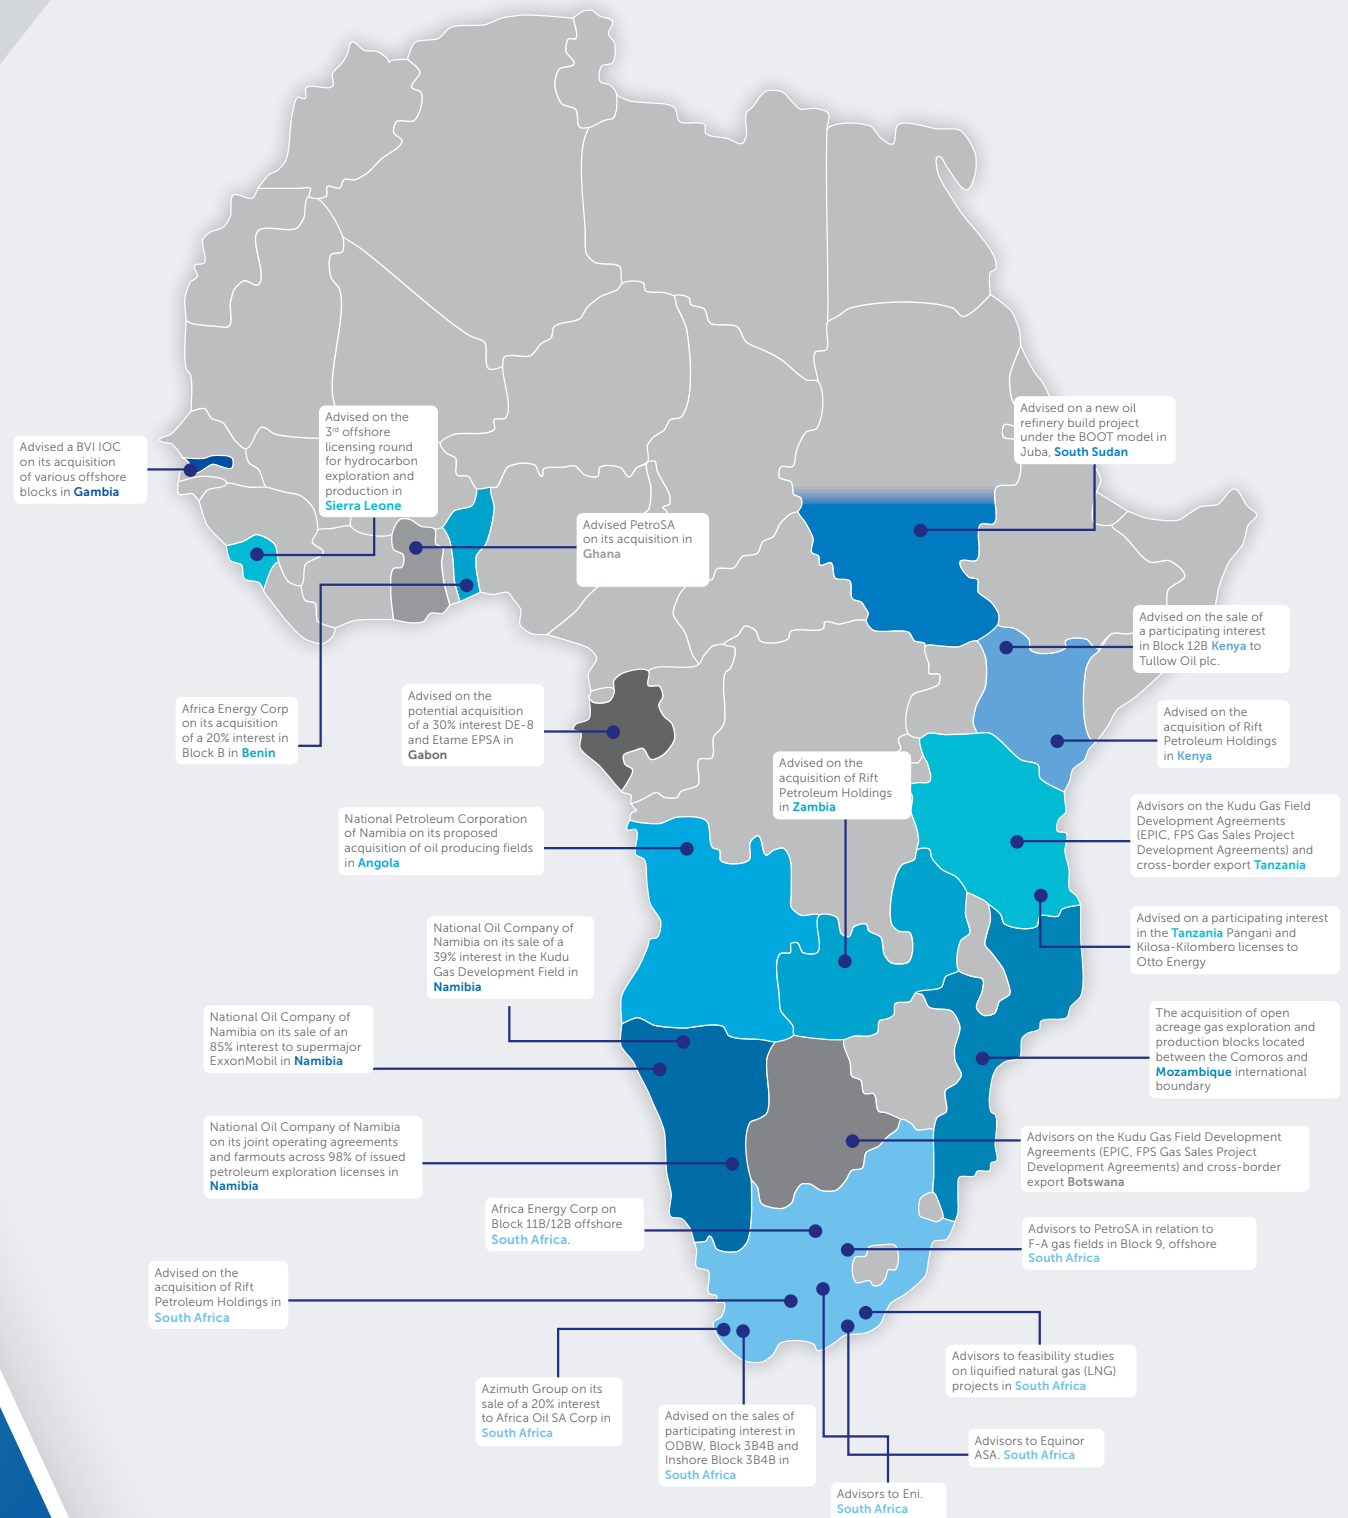 Advised on a new oil
refinery build project
under the BOOT model in
Juba, South Sudan
Advised on the
3rd offshore
licensing round
for hydrocarbon
exploration and
production in
Sierra Leone
Advised a BVI IOC
on its acquisition
of various offshore
blocks in Gambia
Advised PetroSA
on its acquisition in
Ghana
Advised on the sale of
a participating interest
in Block 12B Kenya to
Tullow Oil plc.
Africa Energy Corp
on its acquisition
of a 20% interest in
Block B in Benin
Advised on the
potential acquisition
of a 30% interest DE-8
and Etame EPSA in
Gabon
Advised on the
acquisition of Rift
Petroleum Holdings
in Kenya
Advised on the
acquisition of Rift
Petroleum Holdings
in Zambia
National Petroleum Corporation
of Namibia on its proposed
acquisition of oil producing fields
in Angola
Advisors on the Kudu Gas Field
Development Agreements
(EPIC, FPS Gas Sales Project
Development Agreements) and
cross-border export Tanzania
National Oil Company of
Namibia on its sale of a
39% interest in the Kudu
Gas Development Field in
Namibia
Advised on a participating interest
in the Tanzania Pangani and
Kilosa-Kilombero licenses to
Otto Energy
National Oil Company of
Namibia on its sale of an
85% interest to supermajor
ExxonMobil in Namibia
The acquisition of open
acreage gas exploration and
production blocks located
between the Comoros and
Mozambique international
boundary
National Oil Company of Namibia
on its joint operating agreements
and farmouts across 98% of issued
petroleum exploration licenses in
Namibia
Advisors on the Kudu Gas Field Development
Agreements (EPIC, FPS Gas Sales Project
Development Agreements) and cross-border
export Botswana
Africa Energy Corp on
Block 11B/12B offshore
South Africa.
Advisors to PetroSA in relation to
F-A gas fields in Block 9, offshore
South Africa
Advised on the
acquisition of Rift
Petroleum Holdings in
South Africa
Advisors to feasibility studies
on liquified natural gas (LNG)
projects in South Africa
Azimuth Group on its
sale of a 20% interest
to Africa Oil SA Corp in
South Africa
Advised on the sales of
participating interest in
ODBW, Block 3B4B and
Inshore Block 3B4B in
South Africa
Advisors to Equinor
ASA. South Africa
Advisors to Eni.
South Africa